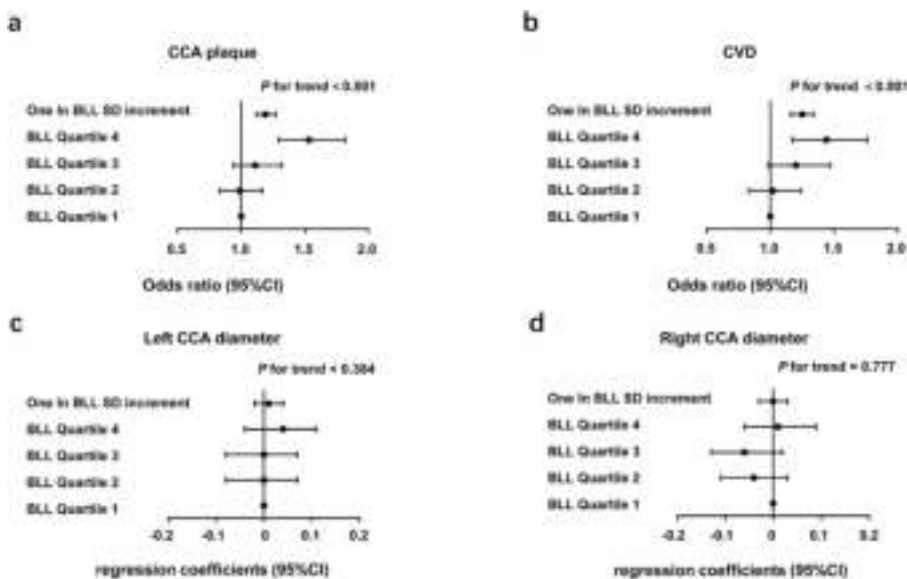 a
CCA plaque
P for trend < 0.001
One ln BLL SD increment
BLL Quartile 4
BLL Quartile 3
BLL Quartile 2
BLL Quartile 1
0.5 1.0 1.5 2.0
Odds ratio (95%CI)
b
CVD
P for trend < 0.001
One ln BLL SD increment
BLL Quartile 4
BLL Quartile 3
BLL Quartile 2
BLL Quartile 1
0.5 1.0 1.5 2.0
Odds ratio (95%CI)
c
Left CCA diameter
P for trend = 0.384
One ln BLL SD increment
BLL Quartile 4
BLL Quartile 3
BLL Quartile 2
BLL Quartile 1
-0.2 -0.1 0 0.1 0.2
regression coefficients (95%CI)
d
Right CCA diameter
P for trend = 0.777
One ln BLL SD increment
BLL Quartile 4
BLL Quartile 3
BLL Quartile 2
BLL Quartile 1
-0.2 -0.1 0 0.1 0.2
regression coefficients (95%CI)